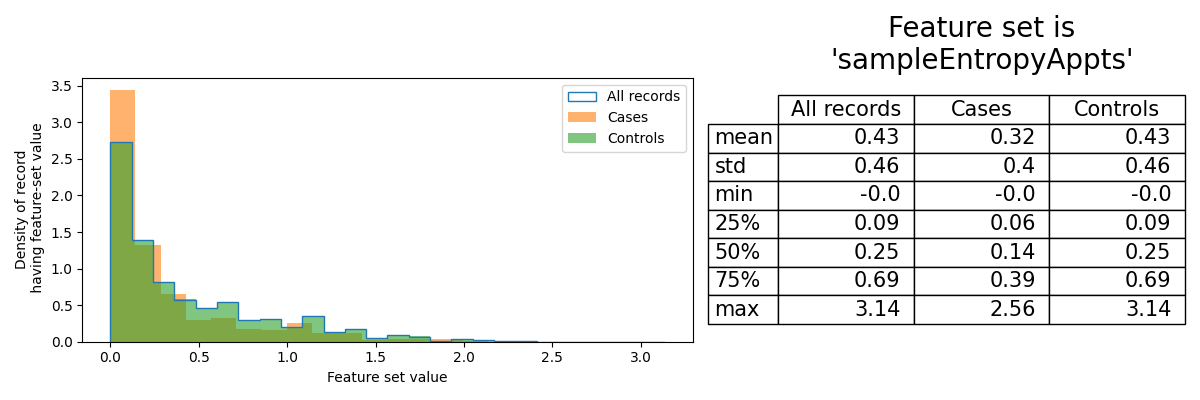 Feature set is
'sampleEntropyAppts'
3.5
3.0
2.5
2.0
1.5
1.0
0.5
0.0
Density of record
having feature-set value
All records
Cases
Controls
0.0 0.5 1.0 1.5 2.0 2.5 3.0
Feature set value
All records Cases Controls
mean 0.43 0.32 0.43
std 0.46 0.4 0.46
min -0.0 -0.0 -0.0
25% 0.09 0.06 0.09
50% 0.25 0.14 0.25
75% 0.69 0.39 0.69
max 3.14 2.56 3.14